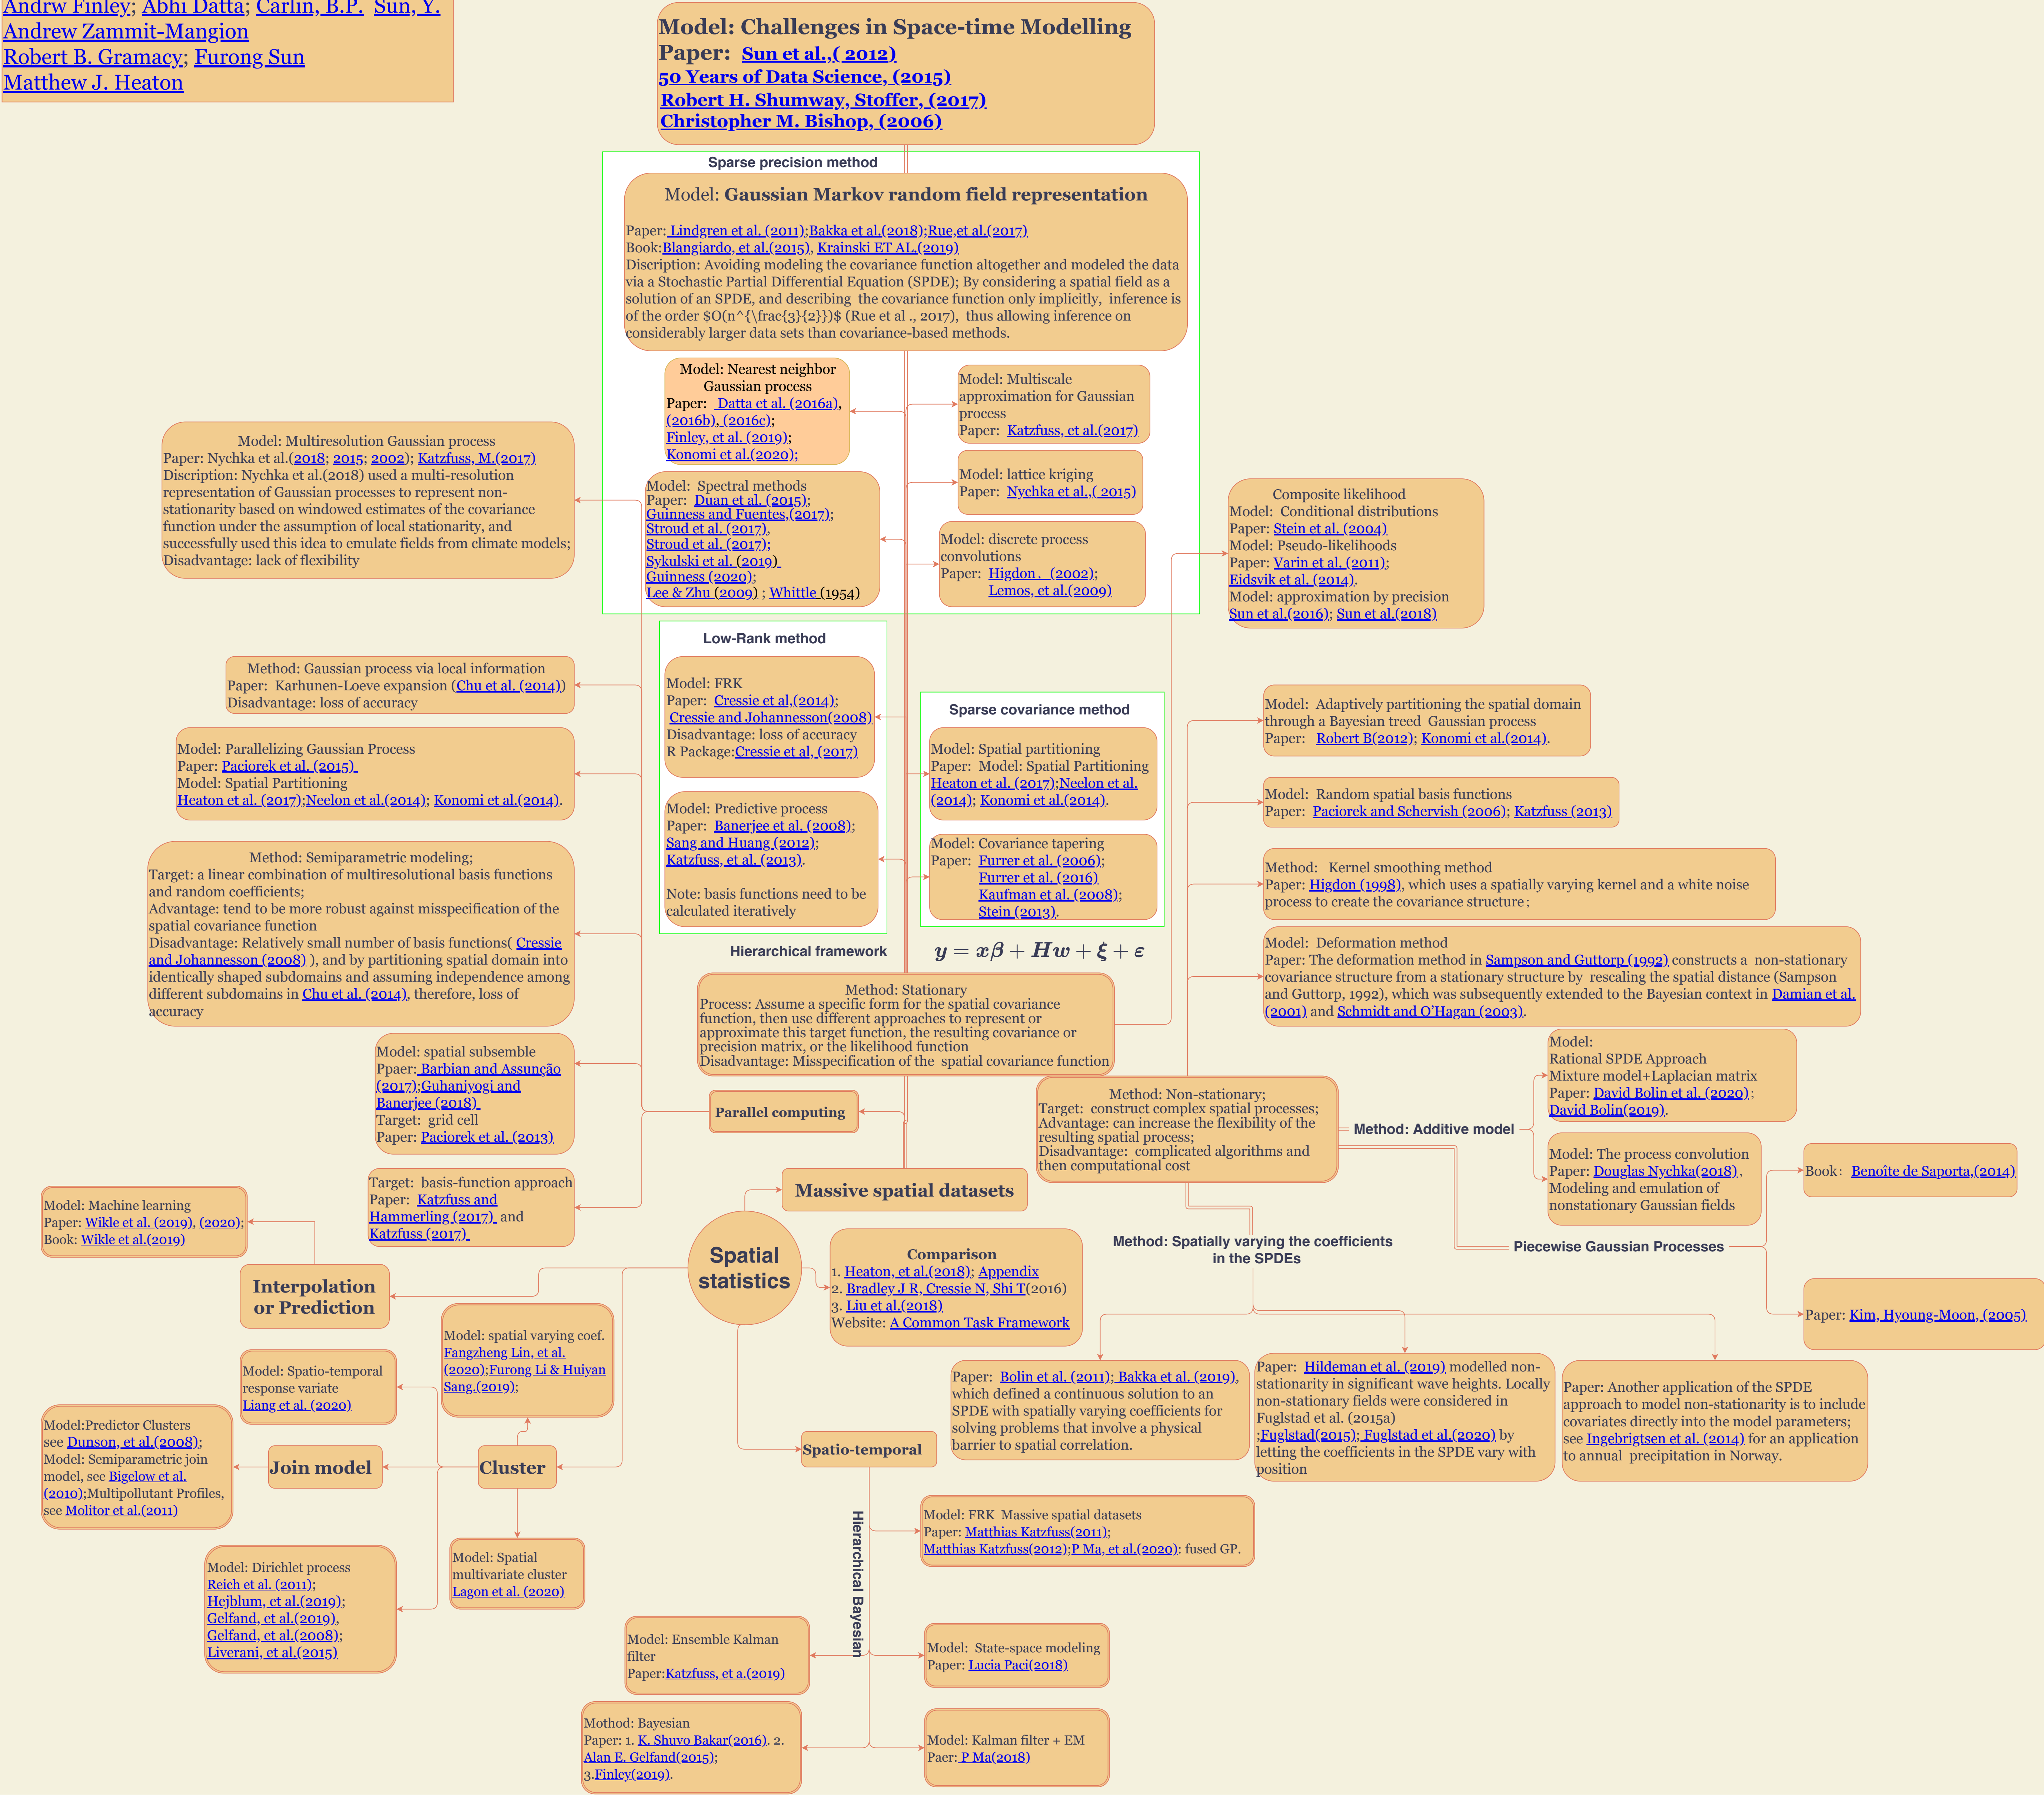 Andrw Finley; Abhi Datta; Carlin, B.P. Sun, Y.
Andrew Zammit-Mangion
Robert B. Gramacy; Furong Sun
Matthew J. Heaton
Model: Challenges in Space-time Modelling
Paper: Sun et al.,( 2012)
50 Years of Data Science, (2015)
Robert H. Shumway, Stoffer, (2017)
Christopher M. Bishop, (2006)
Sparse precision method
Model: Gaussian Markov random field representation
Paper: Lindgren et al. (2011);Bakka et al.(2018);Rue,et al.(2017)
Book:Blangiardo, et al.(2015), Krainski ET AL.(2019)
Discription: Avoiding modeling the covariance function altogether and modeled the data
via a Stochastic Partial Differential Equation (SPDE); By considering a spatial field as a
solution of an SPDE, and describing the covariance function only implicitly, inference is
of the order $O(n^{\frac{3}{2}})$ (Rue et al ., 2017), thus allowing inference on
considerably larger data sets than covariance-based methods.
Model: Nearest neighbor
Gaussian process
Paper: Datta et al. (2016a),
(2016b), (2016c);
Finley, et al. (2019);
Konomi et al.(2020);
Model: Multiscale
approximation for Gaussian
process
Paper: Katzfuss, et al.(2017)
Model: lattice kriging
Paper: Nychka et al.,( 2015)
Model: Spectral methods
Paper: Duan et al. (2015);
Guinness and Fuentes,(2017);
Stroud et al. (2017),
Stroud et al. (2017);
Sykulski et al. (2019)
Guinness (2020);
Lee & Zhu (2009) ; Whittle (1954)
Model: discrete process
convolutions
Paper: Higdon, (2002);
Lemos, et al.(2009)
Model: Multiresolution Gaussian process
Paper: Nychka et al.(2018; 2015; 2002); Katzfuss, M.(2017)
Discription: Nychka et al.(2018) used a multi-resolution
representation of Gaussian processes to represent non-
stationarity based on windowed estimates of the covariance
function under the assumption of local stationarity, and
successfully used this idea to emulate fields from climate models;
Disadvantage: lack of flexibility
Composite likelihood
Model: Conditional distributions
Paper: Stein et al. (2004)
Model: Pseudo-likelihoods
Paper: Varin et al. (2011);
Eidsvik et al. (2014).
Model: approximation by precision
Sun et al.(2016); Sun et al.(2018)
Method: Gaussian process via local information
Paper: Karhunen-Loeve expansion (Chu et al. (2014))
Disadvantage: loss of accuracy
Model: Parallelizing Gaussian Process
Paper: Paciorek et al. (2015)
Model: Spatial Partitioning
Heaton et al. (2017);Neelon et al.(2014); Konomi et al.(2014).
Low-Rank method
Model: FRK
Paper: Cressie et al,(2014);
Cressie and Johannesson(2008)
Disadvantage: loss of accuracy
R Package:Cressie et al, (2017)
Model: Predictive process
Paper: Banerjee et al. (2008);
Sang and Huang (2012);
Katzfuss, et al. (2013).
Note: basis functions need to be
calculated iteratively
Sparse covariance method
Model: Spatial partitioning
Paper: Model: Spatial Partitioning
Heaton et al. (2017);Neelon et al.
(2014); Konomi et al.(2014).
Model: Covariance tapering
Paper: Furrer et al. (2006);
Furrer et al. (2016)
Kaufman et al. (2008);
Stein (2013).
Model: Adaptively partitioning the spatial domain
through a Bayesian treed Gaussian process
Paper: Robert B(2012); Konomi et al.(2014).
Model: Random spatial basis functions
Paper: Paciorek and Schervish (2006); Katzfuss (2013)
Method: Kernel smoothing method
Paper: Higdon (1998), which uses a spatially varying kernel and a white noise
process to create the covariance structure;
Model: Deformation method
Paper: The deformation method in Sampson and Guttorp (1992) constructs a non-stationary
covariance structure from a stationary structure by rescaling the spatial distance (Sampson
and Guttorp, 1992), which was subsequently extended to the Bayesian context in Damian et al.
(2001) and Schmidt and O'Hagan (2003).
Method: Semiparametric modeling;
Target: a linear combination of multiresolutional basis functions
and random coefficients;
Advantage: tend to be more robust against misspecification of the
spatial covariance function
Disadvantage: Relatively small number of basis functions( Cressie
and Johannesson (2008) ), and by partitioning spatial domain into
identically shaped subdomains and assuming independence among
different subdomains in Chu et al. (2014), therefore, loss of
accuracy
Hierarchical framework
y = xβ + Hw + ξ + ε
Method: Stationary
Process: Assume a specific form for the spatial covariance
function, then use different approaches to represent or
approximate this target function, the resulting covariance or
precision matrix, or the likelihood function
Disadvantage: Misspecification of the spatial covariance function
Model: spatial subsemble
Ppaer: Barbian and Assunção
(2017);Guhaniyogi and
Banerjee (2018)
Target: grid cell
Paper: Paciorek et al. (2013)
Parallel computing
Method: Non-stationary;
Target: construct complex spatial processes;
Advantage: can increase the flexibility of the
resulting spatial process;
Disadvantage: complicated algorithms and
then computational cost
Method: Additive model
Model:
Rational SPDE Approach
Mixture model+Laplacian matrix
Paper: David Bolin et al. (2020);
David Bolin(2019).
Model: The process convolution
Paper: Douglas Nychka(2018),
Modeling and emulation of
nonstationary Gaussian fields
Book: Benoîte de Saporta,(2014)
Piecewise Gaussian Processes
Paper: Kim, Hyoung-Moon, (2005)
Target: basis-function approach
Paper: Katzfuss and
Hammerling (2017) and
Katzfuss (2017)
Massive spatial datasets
Model: Machine learning
Paper: Wikle et al. (2019), (2020);
Book: Wikle et al.(2019)
Interpolation
or Prediction
Spatial
statistics
Comparison
1. Heaton, et al.(2018); Appendix
2. Bradley J R, Cressie N, Shi T(2016)
3. Liu et al.(2018)
Website: A Common Task Framework
Method: Spatially varying the coefficients
in the SPDEs
Paper: Bolin et al. (2011); Bakka et al. (2019),
which defined a continuous solution to an
SPDE with spatially varying coefficients for
solving problems that involve a physical
barrier to spatial correlation.
Paper: Hildeman et al. (2019) modelled non-
stationarity in significant wave heights. Locally
non-stationary fields were considered in
Fuglstad et al. (2015a)
;Fuglstad(2015); Fuglstad et al.(2020) by
letting the coefficients in the SPDE vary with
position
Paper: Another application of the SPDE
approach to model non-stationarity is to include
covariates directly into the model parameters;
see Ingebrigtsen et al. (2014) for an application
to annual precipitation in Norway.
Model: spatial varying coef.
Fangzheng Lin, et al.
(2020);Furong Li & Huiyan
Sang.(2019);
Model: Spatio-temporal
response variate
Liang et al. (2020)
Model:Predictor Clusters
see Dunson, et al.(2008);
Model: Semiparametric join
model, see Bigelow et al.
(2010);Multipollutant Profiles,
see Molitor et al.(2011)
Join model
Cluster
Spatio-temporal
Model: Dirichlet process
Reich et al. (2011);
Hejblum, et al.(2019);
Gelfand, et al.(2019),
Gelfand, et al.(2008);
Liverani, et al.(2015)
Model: Spatial
multivariate cluster
Lagon et al. (2020)
Hierarchical Bayesian
Model: FRK Massive spatial datasets
Paper: Matthias Katzfuss(2011);
Matthias Katzfuss(2012);P Ma, et al.(2020): fused GP.
Model: Ensemble Kalman
filter
Paper:Katzfuss, et a.(2019)
Model: State-space modeling
Paper: Lucia Paci(2018)
Mothod: Bayesian
Paper: 1. K. Shuvo Bakar(2016). 2.
Alan E. Gelfand(2015);
3.Finley(2019).
Model: Kalman filter + EM
Paer: P Ma(2018)